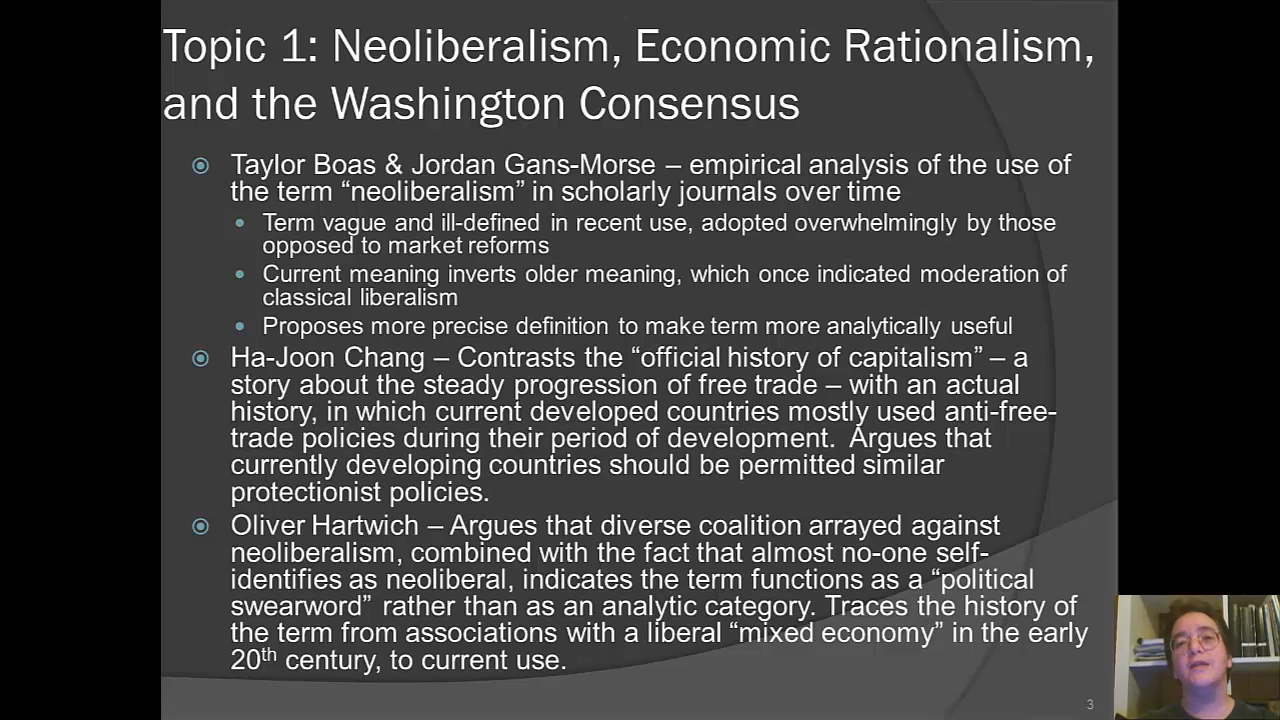 Topic 1: Neoliberalism, Economic Rationalism,
and the Washington Consensus
Taylor Boas & Jordan Gans-Morse – empirical analysis of the use of
the term “neoliberalism” in scholarly journals over time
Term vague and ill-defined in recent use, adopted overwhelmingly by those
opposed to market reforms
Current meaning inverts older meaning, which once indicated moderation of
classical liberalism
Proposes more precise definition to make term more analytically useful
Ha-Joon Chang – Contrasts the “official history of capitalism” – a
story about the steady progression of free trade – with an actual
history, in which current developed countries mostly used anti-free-
trade policies during their period of development.  Argues that
currently developing countries should be permitted similar
protectionist policies.
Oliver Hartwich – Argues that diverse coalition arrayed against
neoliberalism, combined with the fact that almost no-one self-
identifies as neoliberal, indicates the term functions as a “political
swearword” rather than as an analytic category. Traces the history of
the term from associations with a liberal “mixed economy” in the early
20th century, to current use.
3